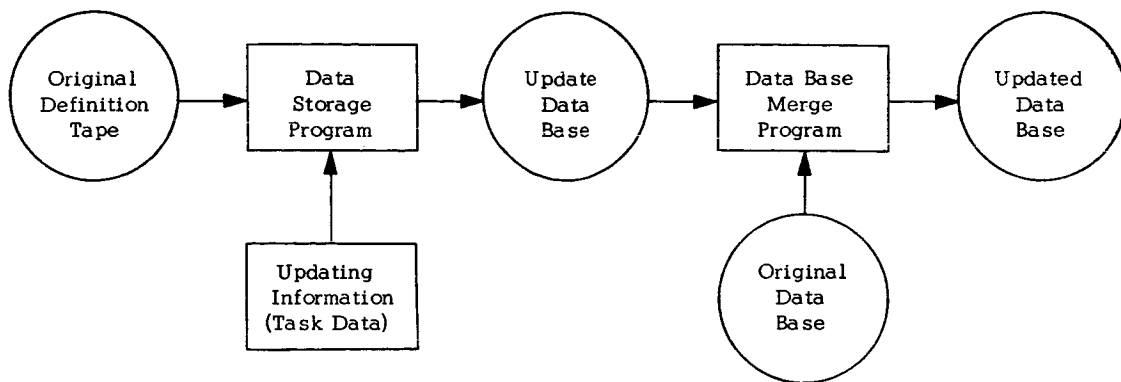 Original
Definition
Tape
Data
Storage
Program
Update
Data
Base
Data Base
Merge
Program
Updated
Data
Base
Updating
Information
(Task Data)
Original
Data
Base